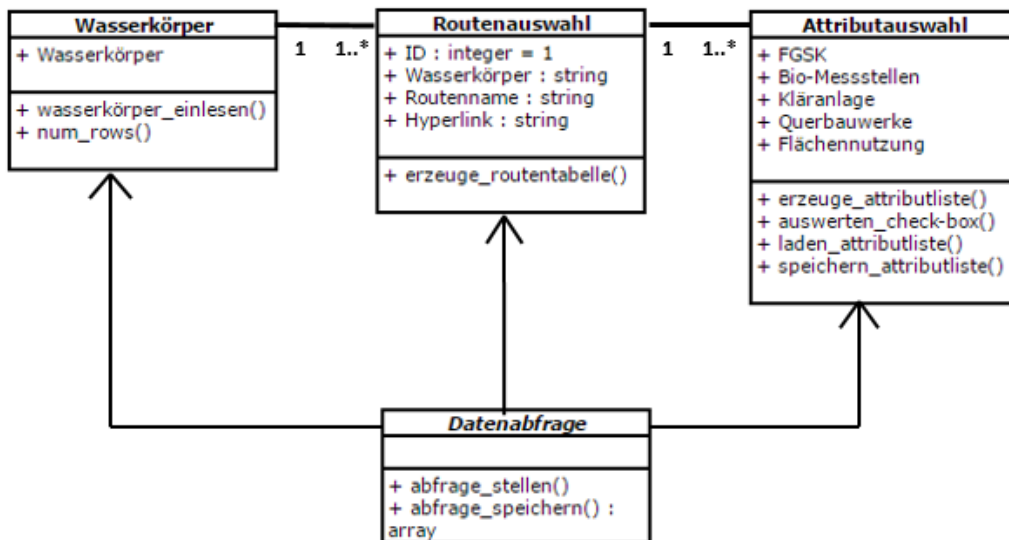 Wasserkörper
+ Wasserkörper
+ wasserkörper_einlesen()
+ num_rows()
1 1..*
Routenauswahl
+ ID : integer = 1
+ Wasserkörper : string
+ Routenname : string
+ Hyperlink : string
+ erzeuge_routentabelle()
1 1..*
Attributauswahl
+ FGSK
+ Bio-Messstellen
+ Kläranlage
+ Querbauwerke
+ Flächennutzung
+ erzeuge_attributliste()
+ auswerten_check-box()
+ laden_attributliste()
+ speichern_attributliste()
Datenabfrage
+ abfrage_stellen()
+ abfrage_speichern() :
array